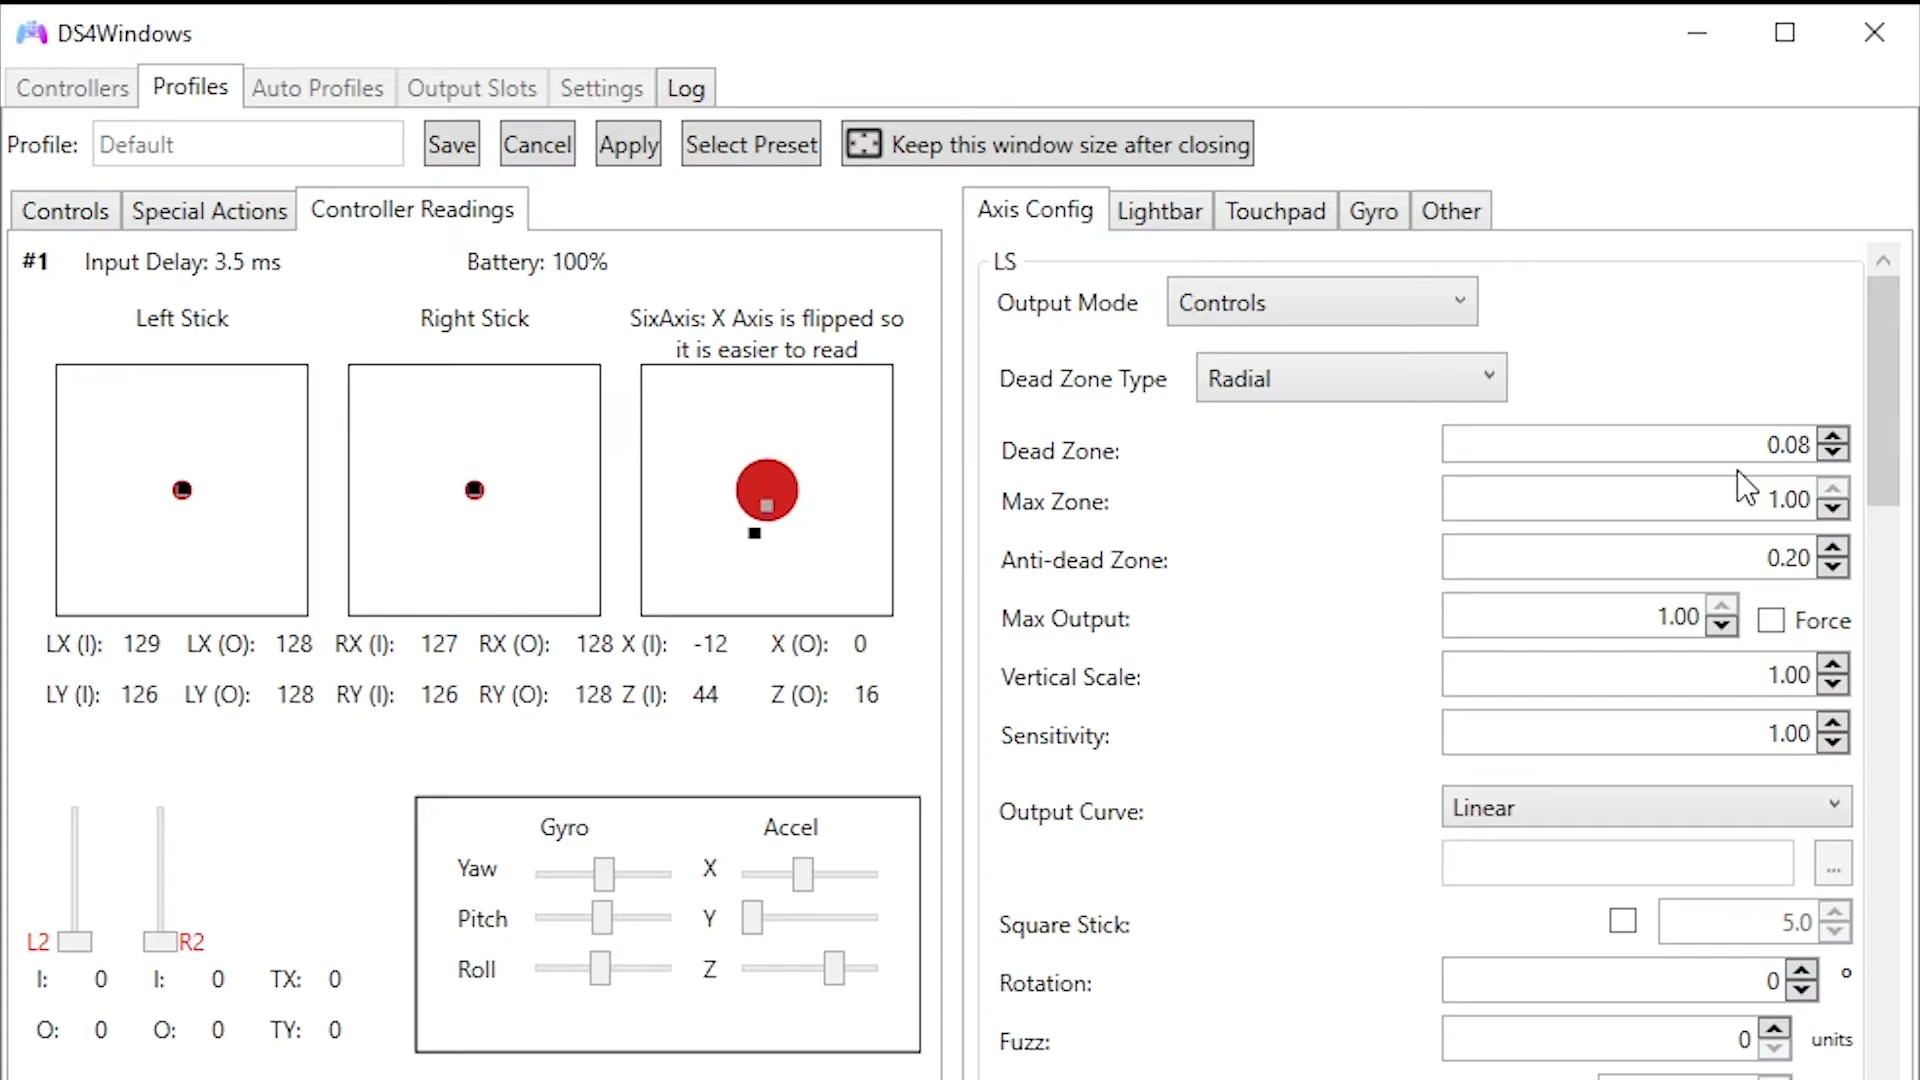 DS4Windows
Controllers Profiles Auto Profiles Output Slots Settings Log
Profile: Default Save Cancel Apply Select Preset Keep this window size after closing
Controls Special Actions Controller Readings
#1 Input Delay: 3.5 ms Battery: 100%
Left Stick Right Stick SixAxis: X Axis is flipped so
it is easier to read
LX (I): 129 LX (O): 128 RX (I): 127 RX (O): 128 X (I): -12 X (O): 0
LY (I): 126 LY (O): 128 RY (I): 126 RY (O): 128 Z (I): 44 Z (O): 16
Gyro Accel
Yaw X
Pitch Y
Roll Z
L2 R2
I: 0 I: 0 TX: 0
O: 0 O: 0 TY: 0
Axis Config Lightbar Touchpad Gyro Other
LS
Output Mode Controls
Dead Zone Type Radial
Dead Zone: 0.08
Max Zone: 1.00
Anti-dead Zone: 0.20
Max Output: 1.00 Force
Vertical Scale: 1.00
Sensitivity: 1.00
Output Curve: Linear
...
Square Stick: 5.0
Rotation: 0 °
Fuzz: 0 units